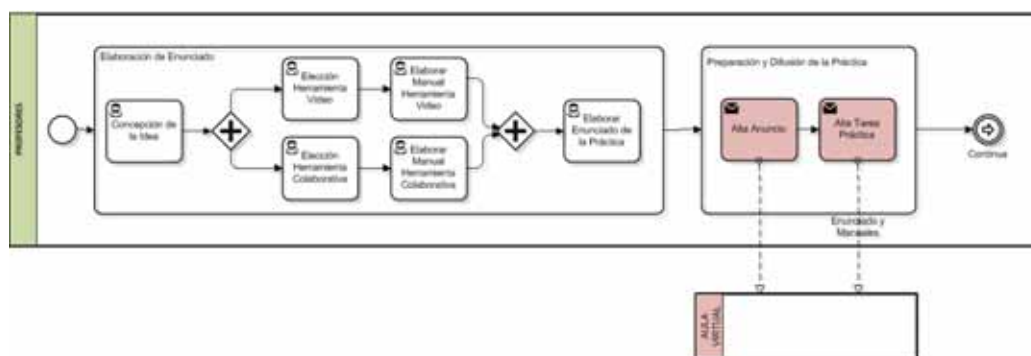 PROFESORES
Elaboración de Enunciado
Concepción de
la Idea
Elección
Herramienta
Video
Elaborar
Manual
Herramienta
Video
Elección
Herramienta
Colaborativa
Elaborar
Manual
Herramienta
Colaborativa
Elaborar
Enunciado de
la Práctica
Preparación y Difusión de la Práctica
Alta Anuncio
Alta Tarea
Práctica
Continua
Enunciado y
Manuales
AULA
VIRTUAL